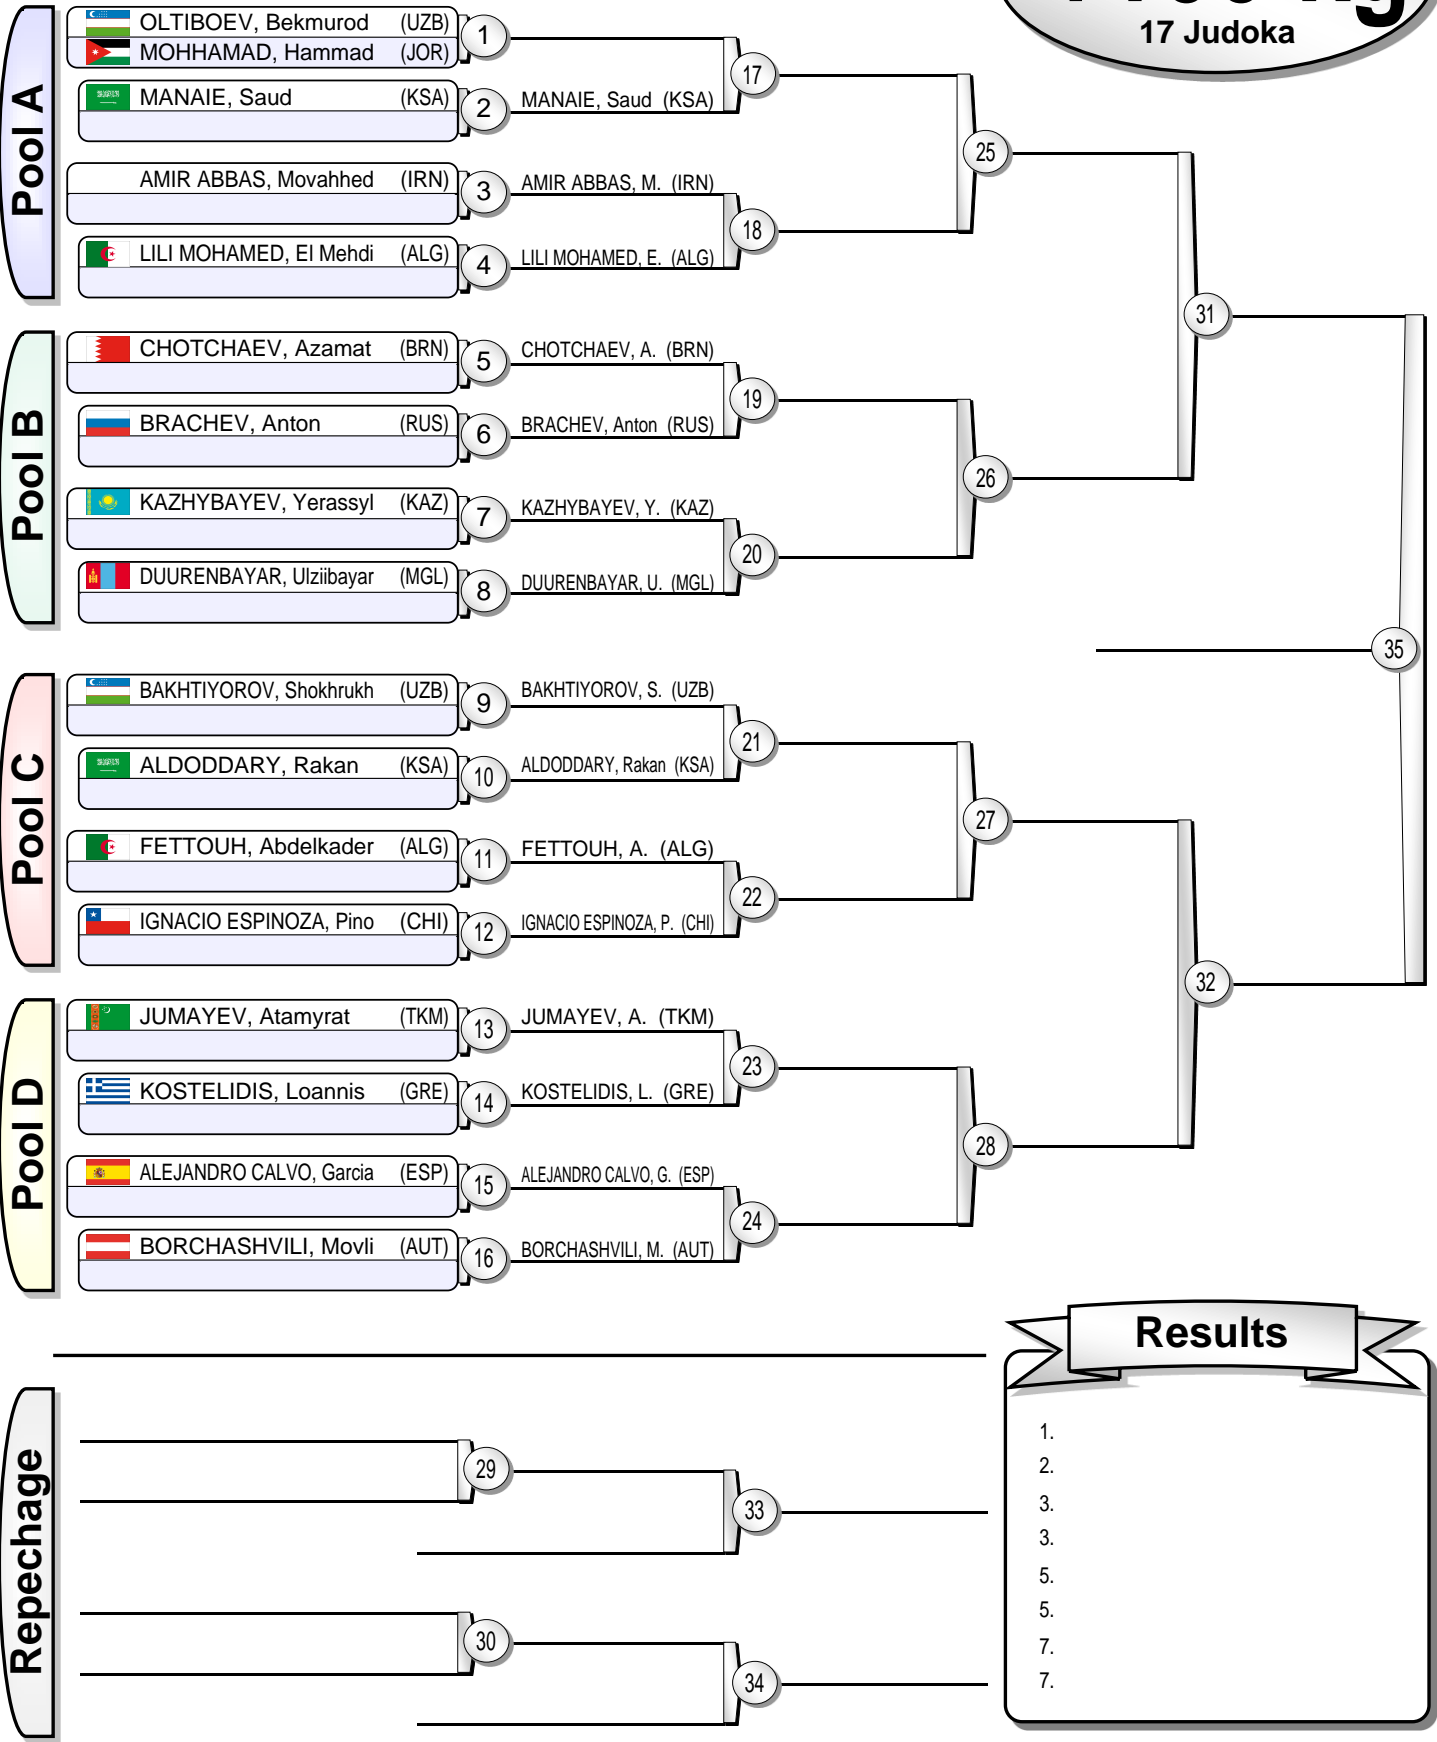 17 Judoka
Pool A
OLTIBOEV, Bekmurod (UZB)
MOHHAMAD, Hammad (JOR)
1
MANAIE, Saud (KSA)
2
MANAIE, Saud (KSA)
17
AMIR ABBAS, Movahhed (IRN)
3
AMIR ABBAS, M. (IRN)
LILI MOHAMED, El Mehdi (ALG)
4
LILI MOHAMED, E. (ALG)
18
25
Pool B
CHOTCHAEV, Azamat (BRN)
5
CHOTCHAEV, A. (BRN)
BRACHEV, Anton (RUS)
6
BRACHEV, Anton (RUS)
19
KAZHYBAYEV, Yerassyl (KAZ)
7
KAZHYBAYEV, Y. (KAZ)
DUURENBAYAR, Ulziibayar (MGL)
8
DUURENBAYAR, U. (MGL)
20
26
31
35
Pool C
BAKHTIYOROV, Shokhrukh (UZB)
9
BAKHTIYOROV, S. (UZB)
ALDODDARY, Rakan (KSA)
10
ALDODDARY, Rakan (KSA)
21
FETTOUH, Abdelkader (ALG)
11
FETTOUH, A. (ALG)
IGNACIO ESPINOZA, Pino (CHI)
12
IGNACIO ESPINOZA, P. (CHI)
22
27
Pool D
JUMAYEV, Atamyrat (TKM)
13
JUMAYEV, A. (TKM)
KOSTELIDIS, Loannis (GRE)
14
KOSTELIDIS, L. (GRE)
23
ALEJANDRO CALVO, Garcia (ESP)
15
ALEJANDRO CALVO, G. (ESP)
BORCHASHVILI, Movli (AUT)
16
BORCHASHVILI, M. (AUT)
24
28
32
Repechage
29
33
30
34
Results
1.
2.
3.
3.
5.
5.
7.
7.